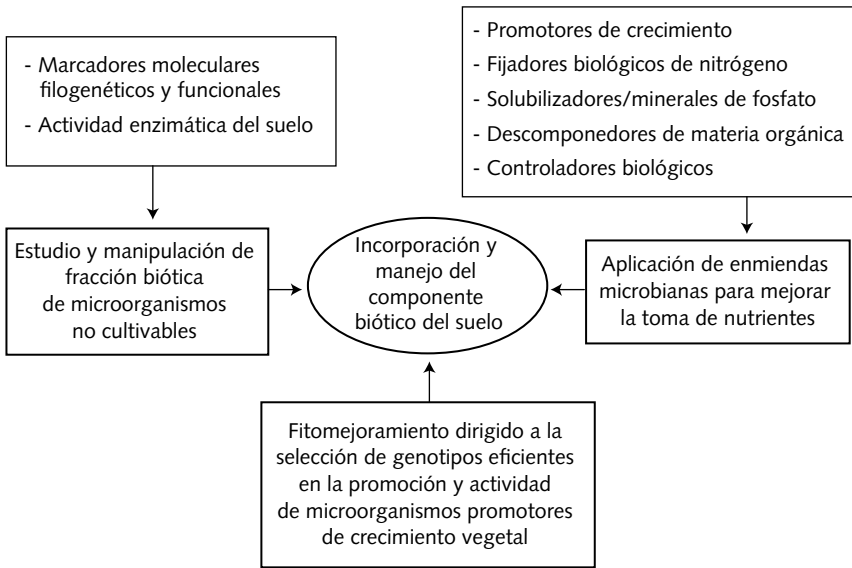 - Marcadores moleculares
filogenéticos y funcionales
- Actividad enzimática del suelo
- Promotores de crecimiento
- Fijadores biológicos de nitrógeno
- Solubilizadores/minerales de fosfato
- Descomponedores de materia orgánica
- Controladores biológicos
Estudio y manipulación de
fracción biótica
de microorganismos
no cultivables
Incorporación y
manejo del
componente
biótico del suelo
Aplicación de enmiendas
microbianas para mejorar
la toma de nutrientes
Fitomejoramiento dirigido a la
selección de genotipos eficientes
en la promoción y actividad
de microorganismos promotores
de crecimiento vegetal